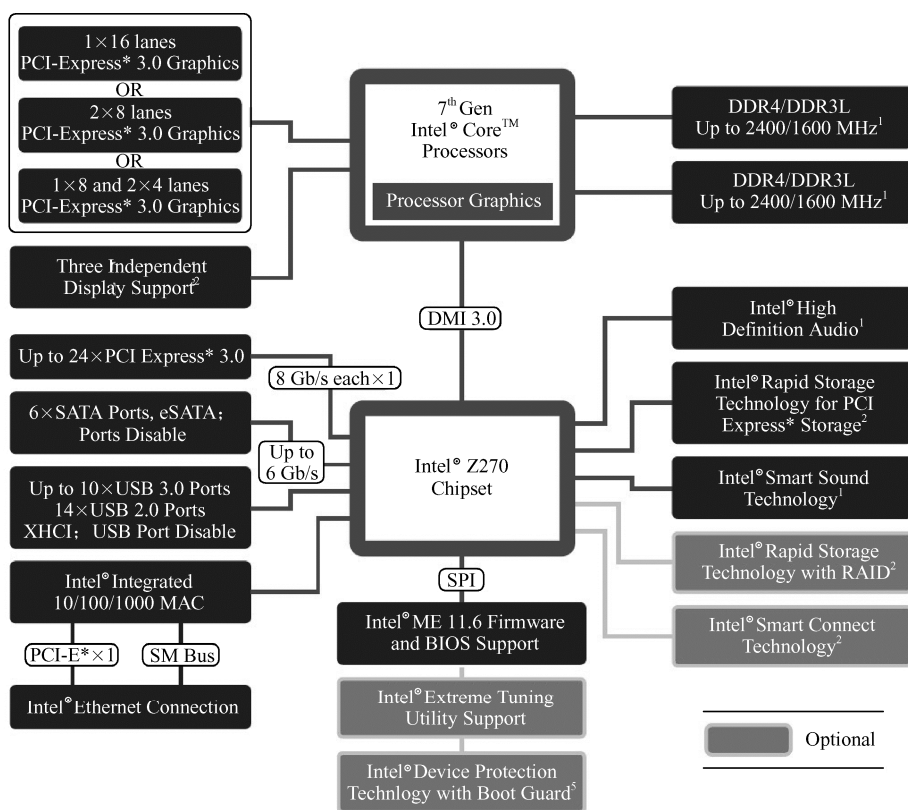 1×16 lanes
PCI-Express* 3.0 Graphics
OR
2×8 lanes
PCI-Express* 3.0 Graphics
OR
1×8 and 2×4 lanes
PCI-Express* 3.0 Graphics
Three Independent
Display Support²
7th Gen
Intel® Core™
Processors
Processor Graphics
DDR4/DDR3L
Up to 2400/1600 MHz¹
DDR4/DDR3L
Up to 2400/1600 MHz¹
DMI 3.0
Up to 24×PCI Express* 3.0
8 Gb/s each×1
6×SATA Ports, eSATA;
Ports Disable
Up to
6 Gb/s
Up to 10×USB 3.0 Ports
14×USB 2.0 Ports
XHCI; USB Port Disable
Intel® Integrated
10/100/1000 MAC
PCI-E*×1
SM Bus
Intel® Ethernet Connection
Intel® Z270
Chipset
SPI
Intel® ME 11.6 Firmware
and BIOS Support
Intel® Extreme Tuning
Utility Support
Intel® Device Protection
Technlogy with Boot Guard⁵
Intel® High
Definition Audio¹
Intel® Rapid Storage
Technology for PCI
Express* Storage²
Intel® Smart Sound
Technology¹
Intel® Rapid Storage
Technology with RAID²
Intel® Smart Connect
Technology²
Optional